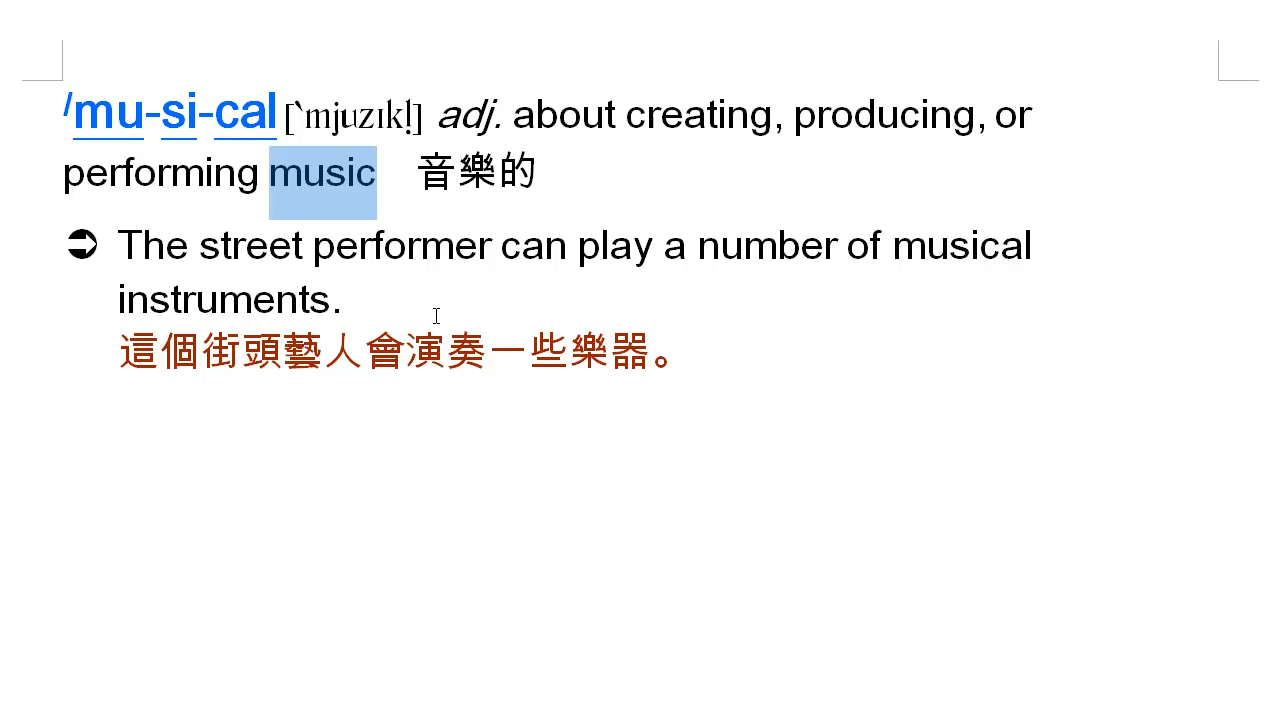 /mu-si-cal [ˋmjuzɪkḷ] adj. about creating, producing, or
performing music 音樂的
➲ The street performer can play a number of musical
instruments.
這個街頭藝人會演奏一些樂器。